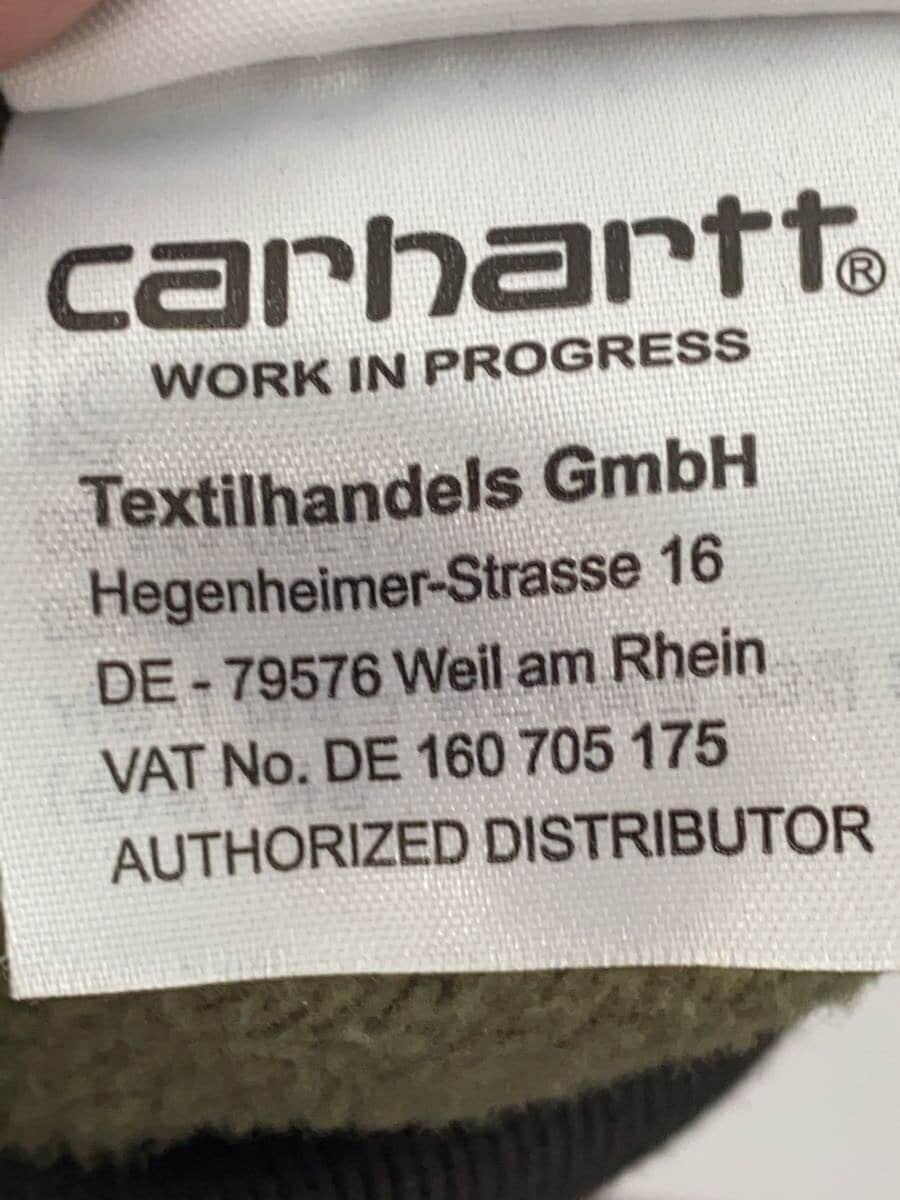 carhartt®
WORK IN PROGRESS
Textilhandels GmbH
Hegenheimer-Strasse 16
DE - 79576 Weil am Rhein
VAT No. DE 160 705 175
AUTHORIZED DISTRIBUTOR